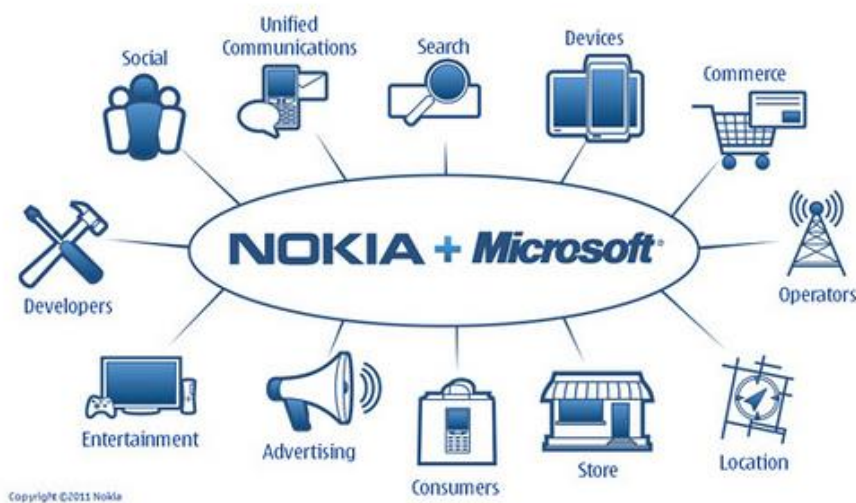 Unified
Communications
Social
Search
Devices
Commerce
NOKIA + Microsoft®
Developers
Operators
Entertainment
Advertising
Consumers
Store
Location
Copyright ©2011 Nokia